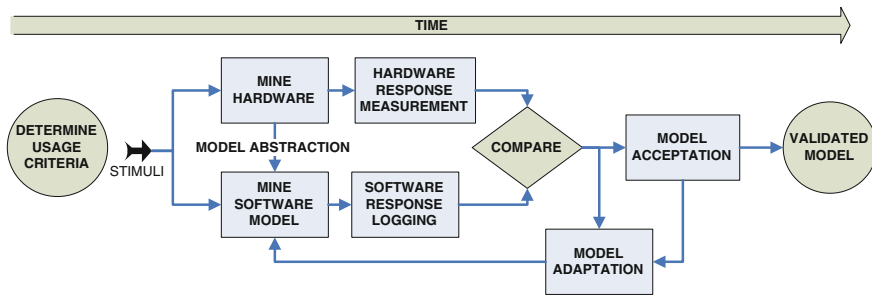 TIME
DETERMINE
USAGE
CRITERIA
STIMULI
MINE
HARDWARE
HARDWARE
RESPONSE
MEASUREMENT
MODEL ABSTRACTION
MINE
SOFTWARE
MODEL
SOFTWARE
RESPONSE
LOGGING
COMPARE
MODEL
ACCEPTATION
VALIDATED
MODEL
MODEL
ADAPTATION